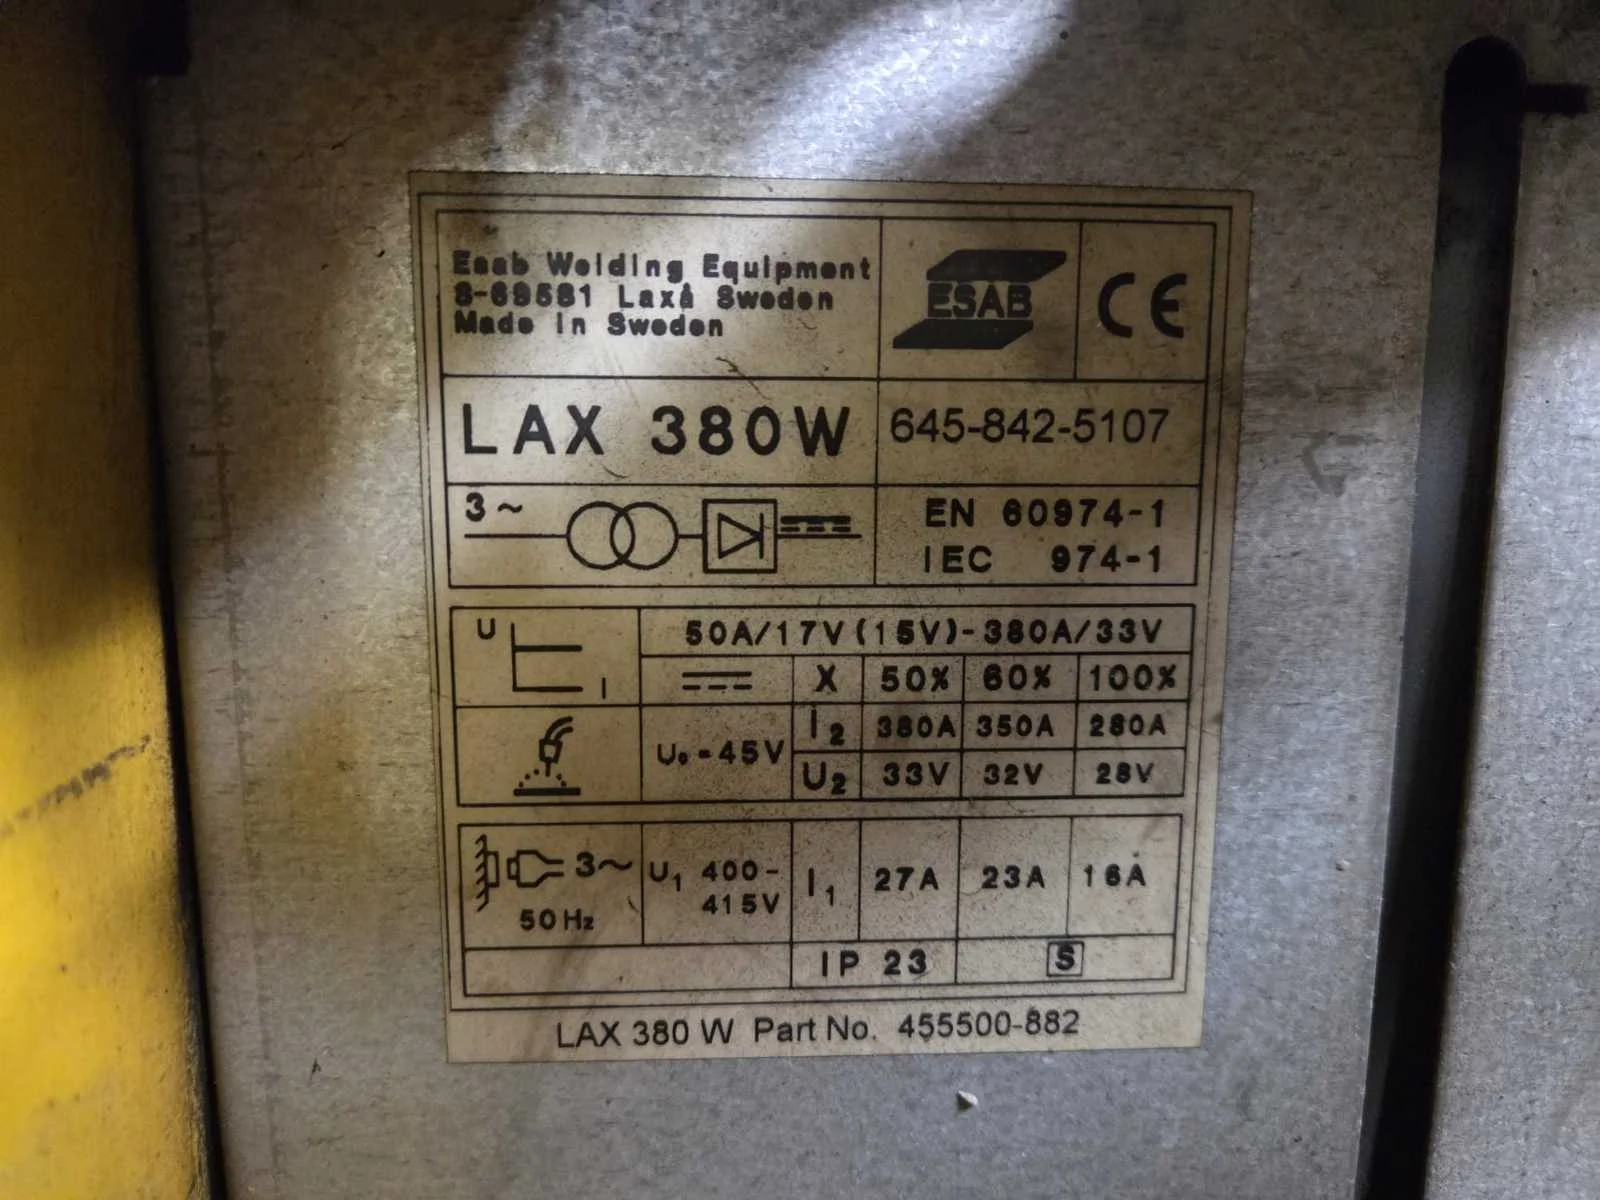 Esab Welding Equipment
S-69581 Laxå Sweden
Made in Sweden
ESAB
CE
LAX 380W
645-842-5107
3~
EN 60974-1
IEC 974-1
U
I
50A/17V(15V)-380A/33V
X 50% 60% 100%
U₀-45V
I₂ 380A 350A 280A
U₂ 33V 32V 28V
3~
50Hz
U₁ 400-
415V
I₁ 27A 23A 16A
IP 23
S
LAX 380 W Part No. 455500-882